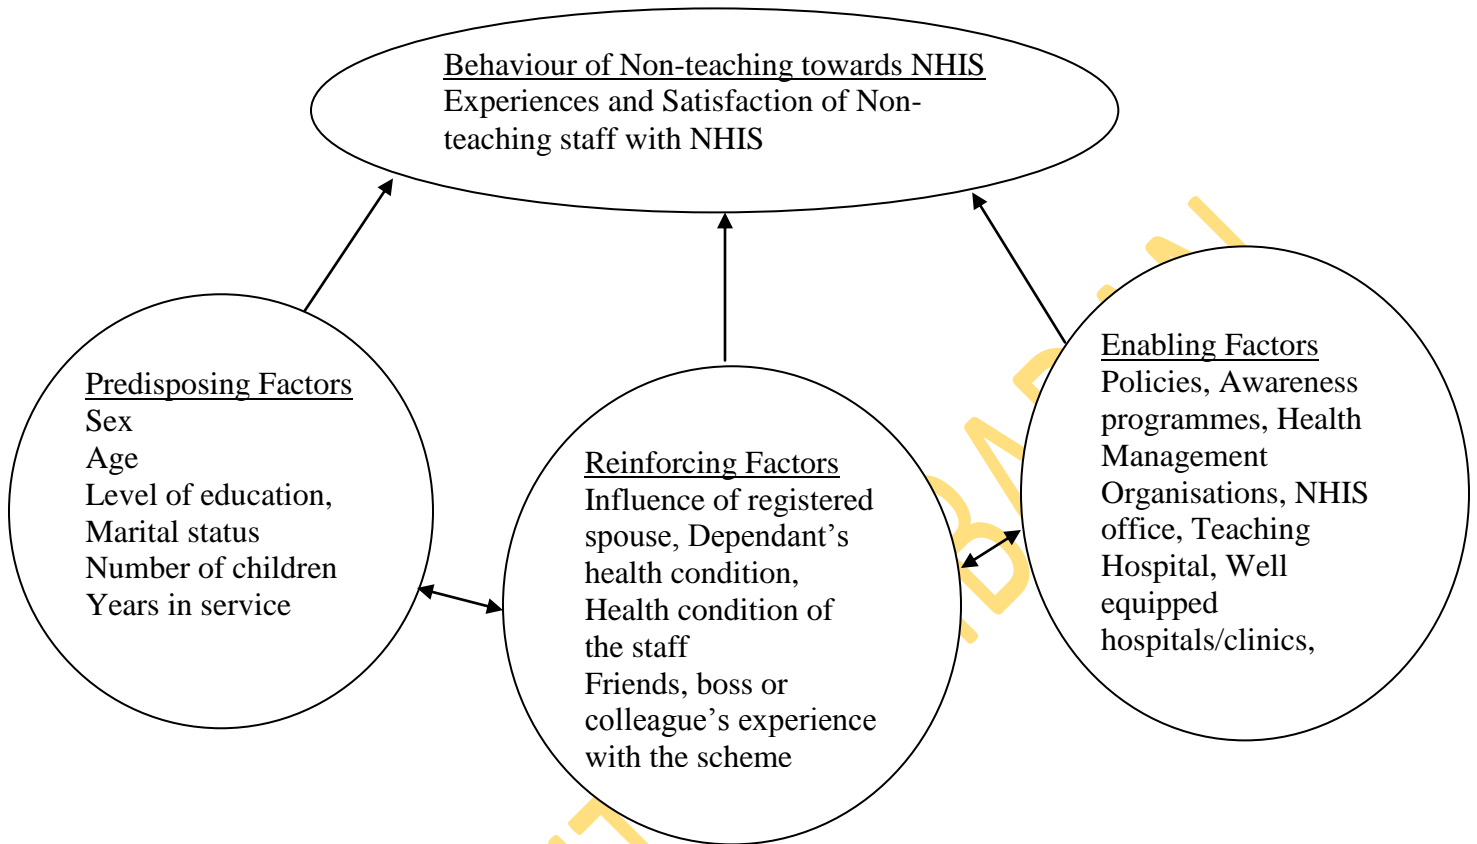 Behaviour of Non-teaching towards NHIS
Experiences and Satisfaction of Non-
teaching staff with NHIS
Predisposing Factors
Sex
Age
Level of education,
Marital status
Number of children
Years in service
Reinforcing Factors
Influence of registered
spouse, Dependant’s
health condition,
Health condition of
the staff
Friends, boss or
colleague’s experience
with the scheme
Enabling Factors
Policies, Awareness
programmes, Health
Management
Organisations, NHIS
office, Teaching
Hospital, Well
equipped
hospitals/clinics,